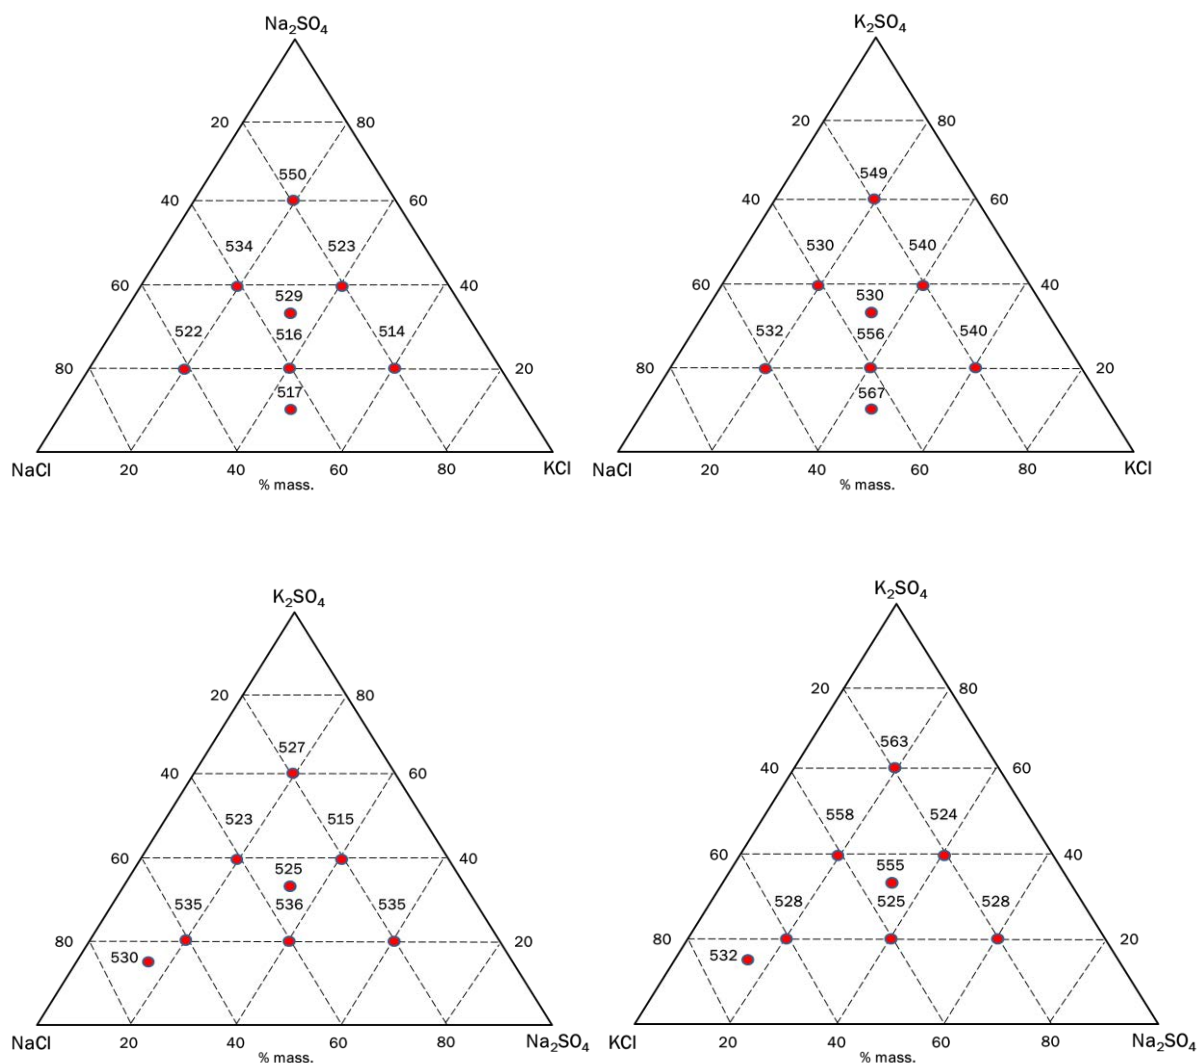 Na₂SO₄
20 80
550
40 60
534 523
60 529 40
522 516 514
80 20
517
NaCl 20 40 60 80 KCl
% mass.
K₂SO₄
20 80
549
40 60
530 540
60 530 40
532 556 540
80 20
567
NaCl 20 40 60 80 KCl
% mass.
K₂SO₄
20 80
527
40 60
523 515
60 525 40
535 536 535
80 20
530
NaCl 20 40 60 80 Na₂SO₄
% mass.
K₂SO₄
20 80
563
40 60
558 524
60 555 40
528 525 528
80 20
532
KCl 20 40 60 80 Na₂SO₄
% mass.